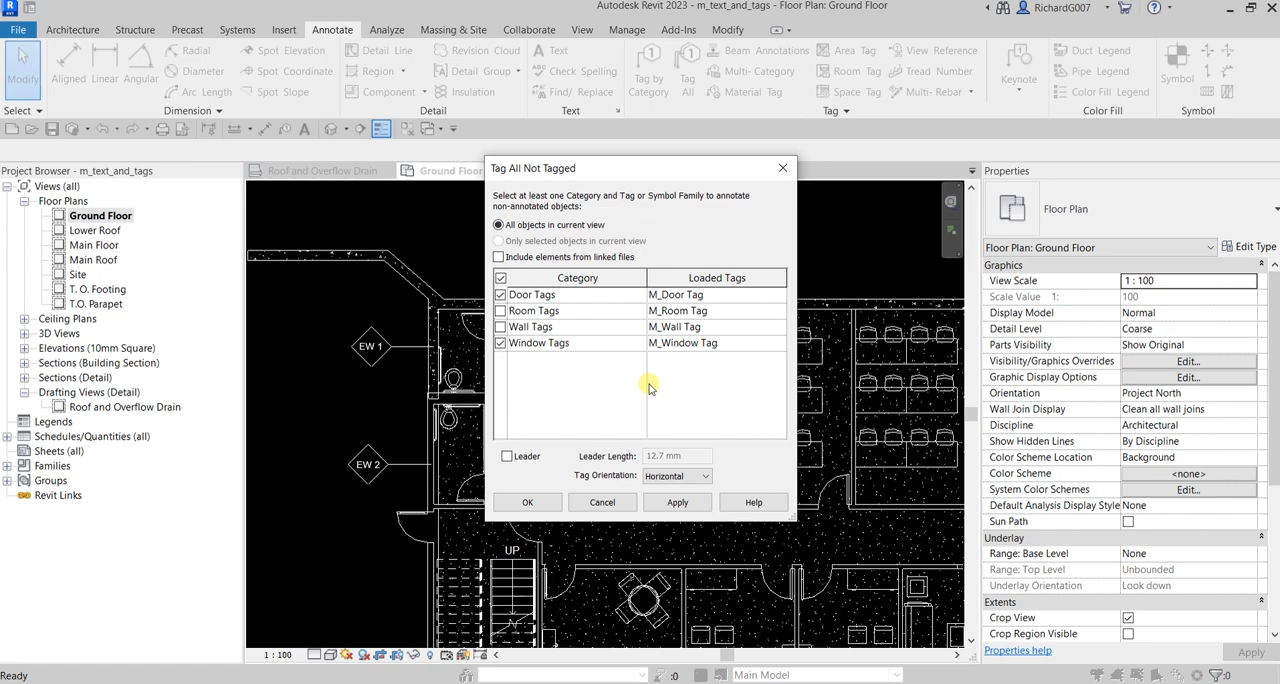 Autodesk Revit 2023 - m_text_and_tags - Floor Plan: Ground Floor
RichardG007
File
Architecture
Structure
Precast
Systems
Insert
Annotate
Analyze
Massing & Site
Collaborate
View
Manage
Add-Ins
Modify
Modify
Select
Aligned
Linear
Angular
Radial
Diameter
Arc Length
Spot Elevation
Spot Coordinate
Spot Slope
Dimension
Detail Line
Region
Component
Revision Cloud
Detail Group
Insulation
Detail
Text
Check Spelling
Find/ Replace
Text
Tag by
Category
Tag
All
Beam Annotations
Multi- Category
Material Tag
Area Tag
Room Tag
Space Tag
View Reference
Tread Number
Multi- Rebar
Tag
Keynote
Duct Legend
Pipe Legend
Color Fill Legend
Color Fill
Symbol
Symbol
Project Browser - m_text_and_tags
Views (all)
Floor Plans
Ground Floor
Lower Roof
Main Floor
Main Roof
Site
T. O. Footing
T.O. Parapet
Ceiling Plans
3D Views
Elevations (10mm Square)
Sections (Building Section)
Sections (Detail)
Drafting Views (Detail)
Roof and Overflow Drain
Legends
Schedules/Quantities (all)
Sheets (all)
Families
Groups
Revit Links
Roof and Overflow Drain
Ground Floor
EW 1
EW 2
UP
Tag All Not Tagged
Select at least one Category and Tag or Symbol Family to annotate
non-annotated objects:
All objects in current view
Only selected objects in current view
Include elements from linked files
Category
Loaded Tags
Door Tags
M_Door Tag
Room Tags
M_Room Tag
Wall Tags
M_Wall Tag
Window Tags
M_Window Tag
Leader
Leader Length:
12.7 mm
Tag Orientation:
Horizontal
OK
Cancel
Apply
Help
Properties
Floor Plan
Floor Plan: Ground Floor
Edit Type
Graphics
View Scale
1 : 100
Scale Value 1:
100
Display Model
Normal
Detail Level
Coarse
Parts Visibility
Show Original
Visibility/Graphics Overrides
Edit...
Graphic Display Options
Edit...
Orientation
Project North
Wall Join Display
Clean all wall joins
Discipline
Architectural
Show Hidden Lines
By Discipline
Color Scheme Location
Background
Color Scheme
<none>
System Color Schemes
Edit...
Default Analysis Display Style
None
Sun Path
Underlay
Range: Base Level
None
Range: Top Level
Unbounded
Underlay Orientation
Look down
Extents
Crop View
Crop Region Visible
Properties help
Apply
1 : 100
Ready
:0
Main Model
:0